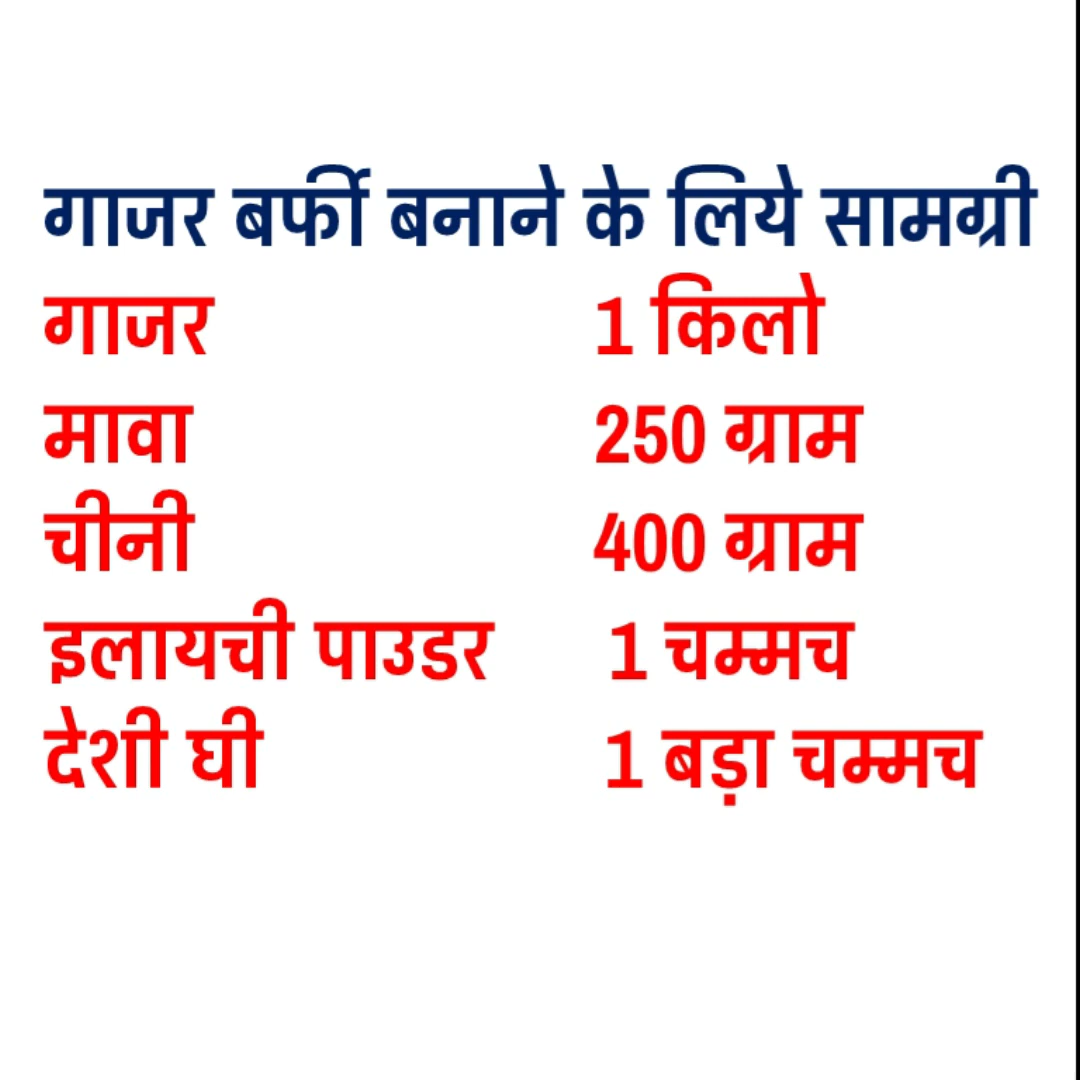 गाजर बर्फी बनाने के लिये सामग्री
गाजर 1 किलो
मावा 250 ग्राम
चीनी 400 ग्राम
इलायची पाउडर 1 चम्मच
देशी घी 1 बड़ा चम्मच